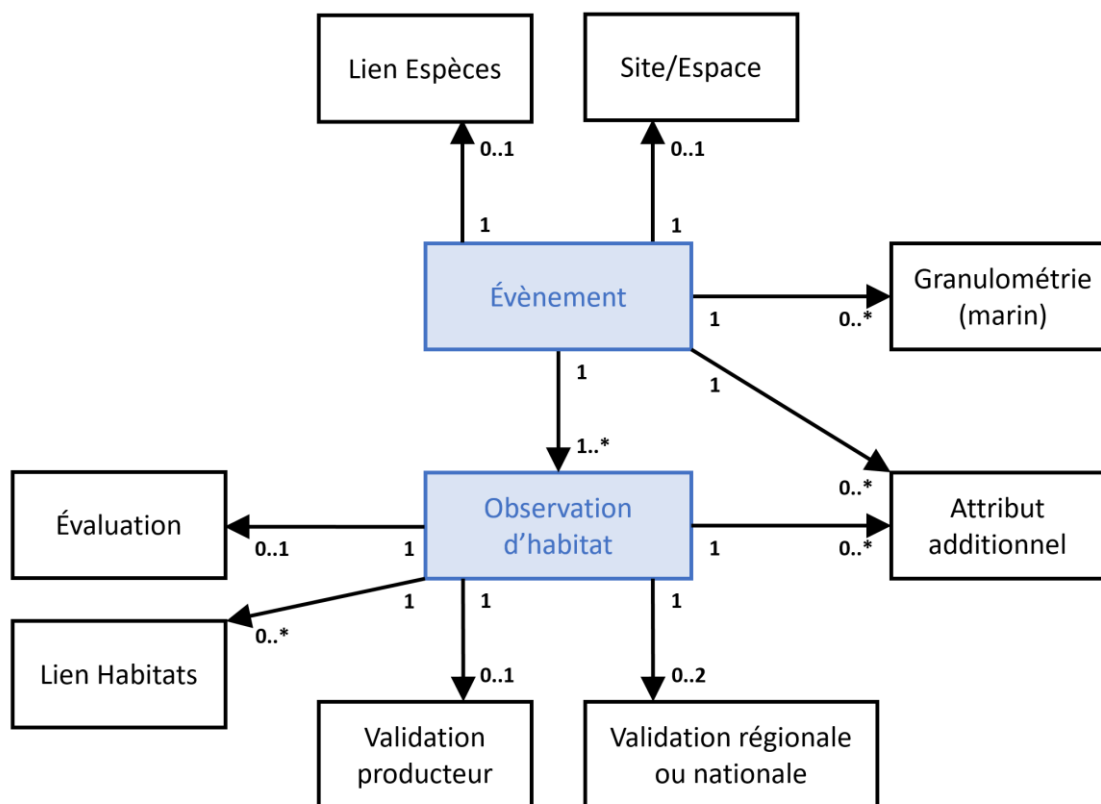 Lien Espèces
Site/Espace
0..1
0..1
1
1
Évènement
Granulométrie
(marin)
1
0..*
1
1
1..*
0..*
Évaluation
Observation
d'habitat
Attribut
additionnel
0..1
1
1
0..*
1
1
1
0..*
Lien Habitats
0..1
0..2
Validation
producteur
Validation régionale
ou nationale